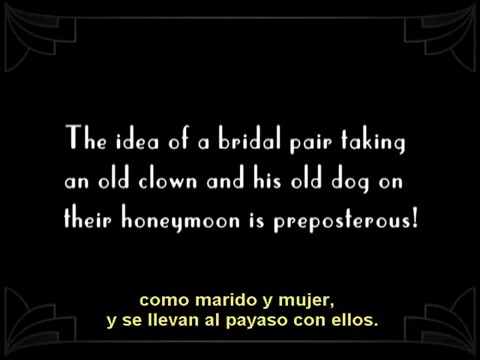 The idea of a bridal pair taking
an old clown and his old dog on
their honeymoon is preposterous!
como marido y mujer,
y se llevan al payaso con ellos.